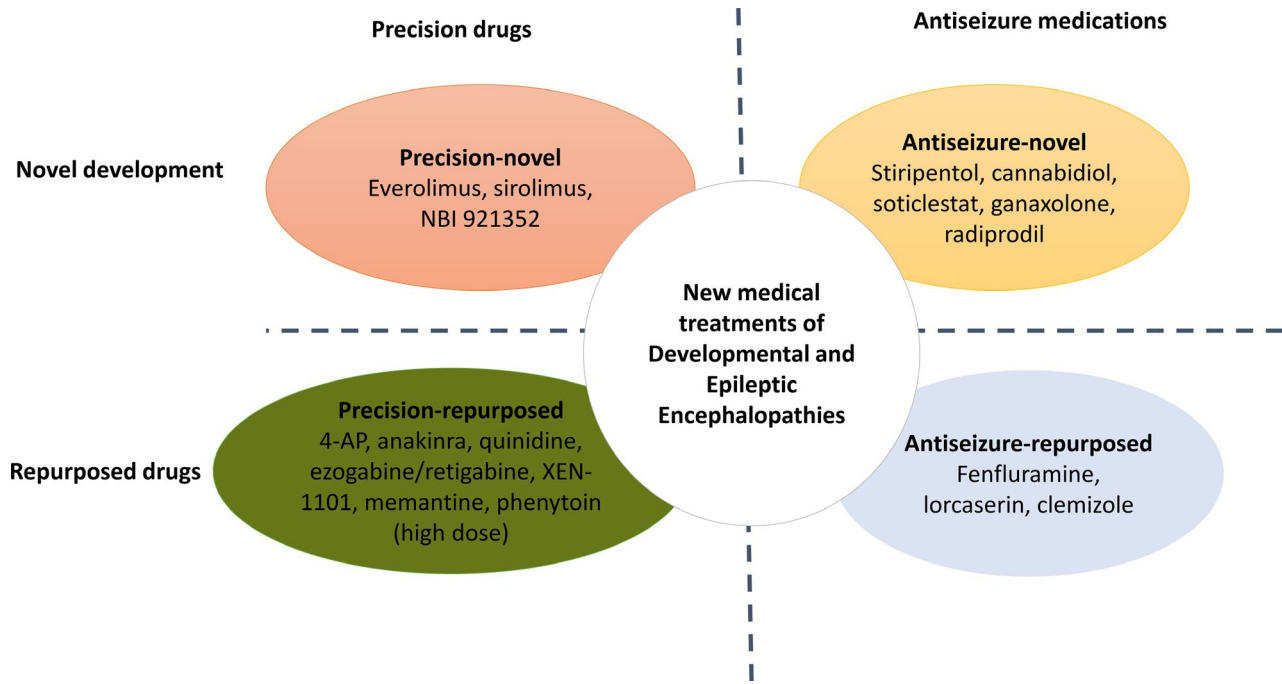 Precision drugs
Antiseizure medications
Novel development
Precision-novel
Everolimus, sirolimus,
NBI 921352
Antiseizure-novel
Stiripentol, cannabidiol,
soticlestat, ganaxolone,
radiprodil
New medical
treatments of
Developmental and
Epileptic
Encephalopathies
Repurposed drugs
Precision-repurposed
4-AP, anakinra, quinidine,
ezogabine/retigabine, XEN-
1101, memantine, phenytoin
(high dose)
Antiseizure-repurposed
Fenfluramine,
lorcaserin, clemizole